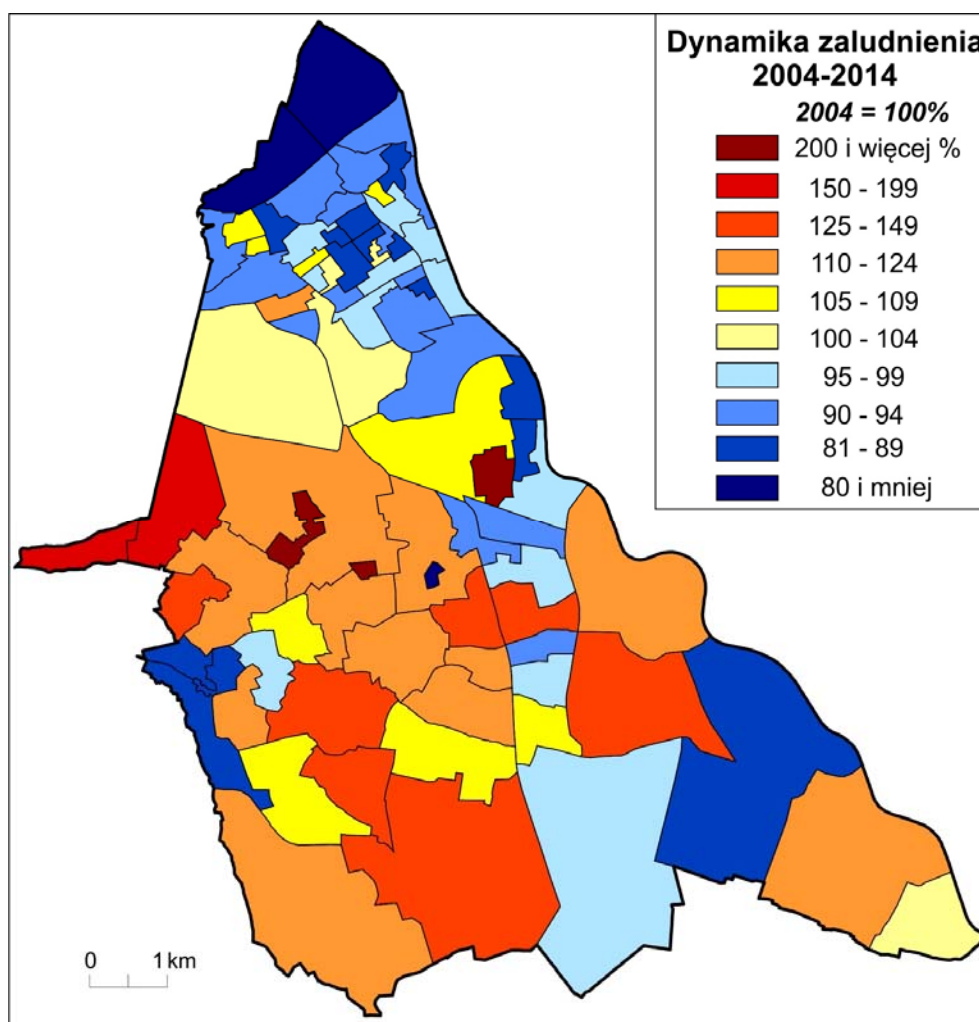 Dynamika zaludnienia
2004-2014
2004 = 100%
200 i więcej %
150 - 199
125 - 149
110 - 124
105 - 109
100 - 104
95 - 99
90 - 94
81 - 89
80 i mniej
0 1 km